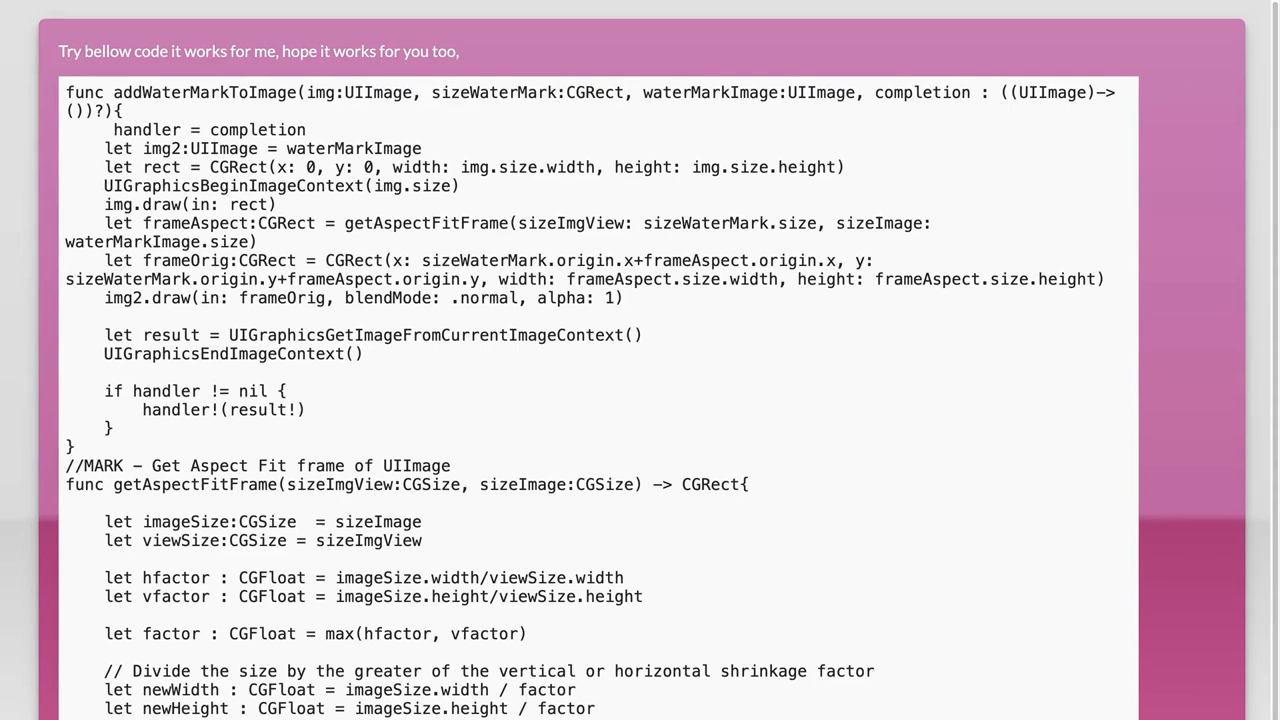 Try bellow code it works for me, hope it works for you too,
func addWaterMarkToImage(img:UIImage, sizeWaterMark:CGRect, waterMarkImage:UIImage, completion : ((UIImage)->
())?){
     handler = completion
    let img2:UIImage = waterMarkImage
    let rect = CGRect(x: 0, y: 0, width: img.size.width, height: img.size.height)
    UIGraphicsBeginImageContext(img.size)
    img.draw(in: rect)
    let frameAspect:CGRect = getAspectFitFrame(sizeImgView: sizeWaterMark.size, sizeImage:
waterMarkImage.size)
    let frameOrig:CGRect = CGRect(x: sizeWaterMark.origin.x+frameAspect.origin.x, y:
sizeWaterMark.origin.y+frameAspect.origin.y, width: frameAspect.size.width, height: frameAspect.size.height)
    img2.draw(in: frameOrig, blendMode: .normal, alpha: 1)
    let result = UIGraphicsGetImageFromCurrentImageContext()
    UIGraphicsEndImageContext()
    if handler != nil {
        handler!(result!)
    }
}
//MARK – Get Aspect Fit frame of UIImage
func getAspectFitFrame(sizeImgView:CGSize, sizeImage:CGSize) -> CGRect{
    let imageSize:CGSize  = sizeImage
    let viewSize:CGSize = sizeImgView
    let hfactor : CGFloat = imageSize.width/viewSize.width
    let vfactor : CGFloat = imageSize.height/viewSize.height
    let factor : CGFloat = max(hfactor, vfactor)
    // Divide the size by the greater of the vertical or horizontal shrinkage factor
    let newWidth : CGFloat = imageSize.width / factor
    let newHeight : CGFloat = imageSize.height / factor